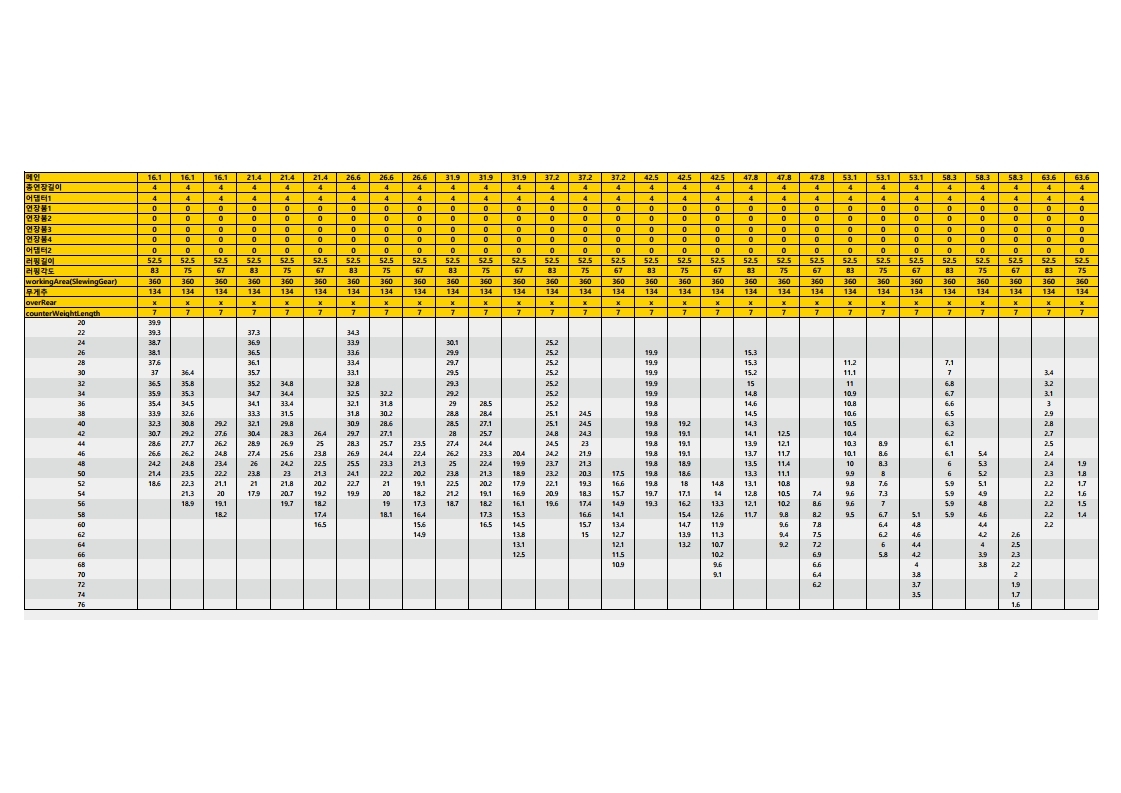 메인 16.1 16.1 16.1 21.4 21.4 21.4 26.6 26.6 26.6 31.9 31.9 31.9 37.2 37.2 37.2 42.5 42.5 42.5 47.8 47.8 47.8 53.1 53.1 53.1 58.3 58.3 58.3 63.6 63.6
총연장길이 4 4 4 4 4 4 4 4 4 4 4 4 4 4 4 4 4 4 4 4 4 4 4 4 4 4 4 4 4
어댑터1 4 4 4 4 4 4 4 4 4 4 4 4 4 4 4 4 4 4 4 4 4 4 4 4 4 4 4 4 4
연장붐1 0 0 0 0 0 0 0 0 0 0 0 0 0 0 0 0 0 0 0 0 0 0 0 0 0 0 0 0 0
연장붐2 0 0 0 0 0 0 0 0 0 0 0 0 0 0 0 0 0 0 0 0 0 0 0 0 0 0 0 0 0
연장붐3 0 0 0 0 0 0 0 0 0 0 0 0 0 0 0 0 0 0 0 0 0 0 0 0 0 0 0 0 0
연장붐4 0 0 0 0 0 0 0 0 0 0 0 0 0 0 0 0 0 0 0 0 0 0 0 0 0 0 0 0 0
어댑터2 0 0 0 0 0 0 0 0 0 0 0 0 0 0 0 0 0 0 0 0 0 0 0 0 0 0 0 0 0
러핑길이 52.5 52.5 52.5 52.5 52.5 52.5 52.5 52.5 52.5 52.5 52.5 52.5 52.5 52.5 52.5 52.5 52.5 52.5 52.5 52.5 52.5 52.5 52.5 52.5 52.5 52.5 52.5 52.5 52.5
러핑각도 83 75 67 83 75 67 83 75 67 83 75 67 83 75 67 83 75 67 83 75 67 83 75 67 83 75 67 83 75
workingArea(SlewingGear) 360 360 360 360 360 360 360 360 360 360 360 360 360 360 360 360 360 360 360 360 360 360 360 360 360 360 360 360 360
무게추 134 134 134 134 134 134 134 134 134 134 134 134 134 134 134 134 134 134 134 134 134 134 134 134 134 134 134 134 134
overRear x x x x x x x x x x x x x x x x x x x x x x x x x x x x x
counterWeightLength 7 7 7 7 7 7 7 7 7 7 7 7 7 7 7 7 7 7 7 7 7 7 7 7 7 7 7 7 7
20 39.9
22 39.3 37.3 34.3
24 38.7 36.9 33.9 30.1 25.2
26 38.1 36.5 33.6 29.9 25.2 19.9 15.3
28 37.6 36.1 33.4 29.7 25.2 19.9 15.3 11.2 7.1
30 37 36.4 35.7 33.1 29.5 25.2 19.9 15.2 11.1 7 3.4
32 36.5 35.8 35.2 34.8 32.8 29.3 25.2 19.9 15 11 6.8 3.2
34 35.9 35.3 34.7 34.4 32.5 32.2 29.2 25.2 19.9 14.8 10.9 6.7 3.1
36 35.4 34.5 34.1 33.4 32.1 31.8 29 28.5 25.2 19.8 14.6 10.8 6.6 3
38 33.9 32.6 33.3 31.5 31.8 30.2 28.8 28.4 25.1 24.5 19.8 14.5 10.6 6.5 2.9
40 32.3 30.8 29.2 32.1 29.8 30.9 28.6 28.5 27.1 25.1 24.5 19.8 19.2 14.3 10.5 6.3 2.8
42 30.7 29.2 27.6 30.4 28.3 26.4 29.7 27.1 28 25.7 24.8 24.3 19.8 19.1 14.1 12.5 10.4 6.2 2.7
44 28.6 27.7 26.2 28.9 26.9 25 28.3 25.7 23.5 27.4 24.4 24.5 23 19.8 19.1 13.9 12.1 10.3 8.9 6.1 2.5
46 26.6 26.2 24.8 27.4 25.6 23.8 26.9 24.4 22.4 26.2 23.3 20.4 24.2 21.9 19.8 19.1 13.7 11.7 10.1 8.6 6.1 5.4 2.4
48 24.2 24.8 23.4 26 24.2 22.5 25.5 23.3 21.3 25 22.4 19.9 23.7 21.3 19.8 18.9 13.5 11.4 10 8.3 6 5.3 2.4 1.9
50 21.4 23.5 22.2 23.8 23 21.3 24.1 22.2 20.2 23.8 21.3 18.9 23.2 20.3 17.5 19.8 18.6 13.3 11.1 9.9 8 6 5.2 2.3 1.8
52 18.6 22.3 21.1 21 21.8 20.2 22.7 21 19.1 22.5 20.2 17.9 22.1 19.3 16.6 19.8 18 14.8 13.1 10.8 9.8 7.6 5.9 5.1 2.2 1.7
54 21.3 20 17.9 20.7 19.2 19.9 20 18.2 21.2 19.1 16.9 20.9 18.3 15.7 19.7 17.1 14 12.8 10.5 7.4 9.6 7.3 5.9 4.9 2.2 1.6
56 18.9 19.1 19.7 18.2 19 17.3 18.7 18.2 16.1 19.6 17.4 14.9 19.3 16.2 13.3 12.1 10.2 8.6 9.6 7 5.9 4.8 2.2 1.5
58 18.2 17.4 18.1 16.4 17.3 15.3 16.6 14.1 15.4 12.6 11.7 9.8 8.2 9.5 6.7 5.1 5.9 4.6 2.2 1.4
60 16.5 15.6 16.5 14.5 15.7 13.4 14.7 11.9 9.6 7.8 6.4 4.8 4.4 2.2
62 14.9 13.8 15 12.7 13.9 11.3 9.4 7.5 6.2 4.6 4.2 2.6
64 13.1 12.1 13.2 10.7 9.2 7.2 6 4.4 4 2.5
66 12.5 11.5 10.2 6.9 5.8 4.2 3.9 2.3
68 10.9 9.6 6.6 4 3.8 2.2
70 9.1 6.4 3.8 2
72 6.2 3.7 1.9
74 3.5 1.7
76 1.6